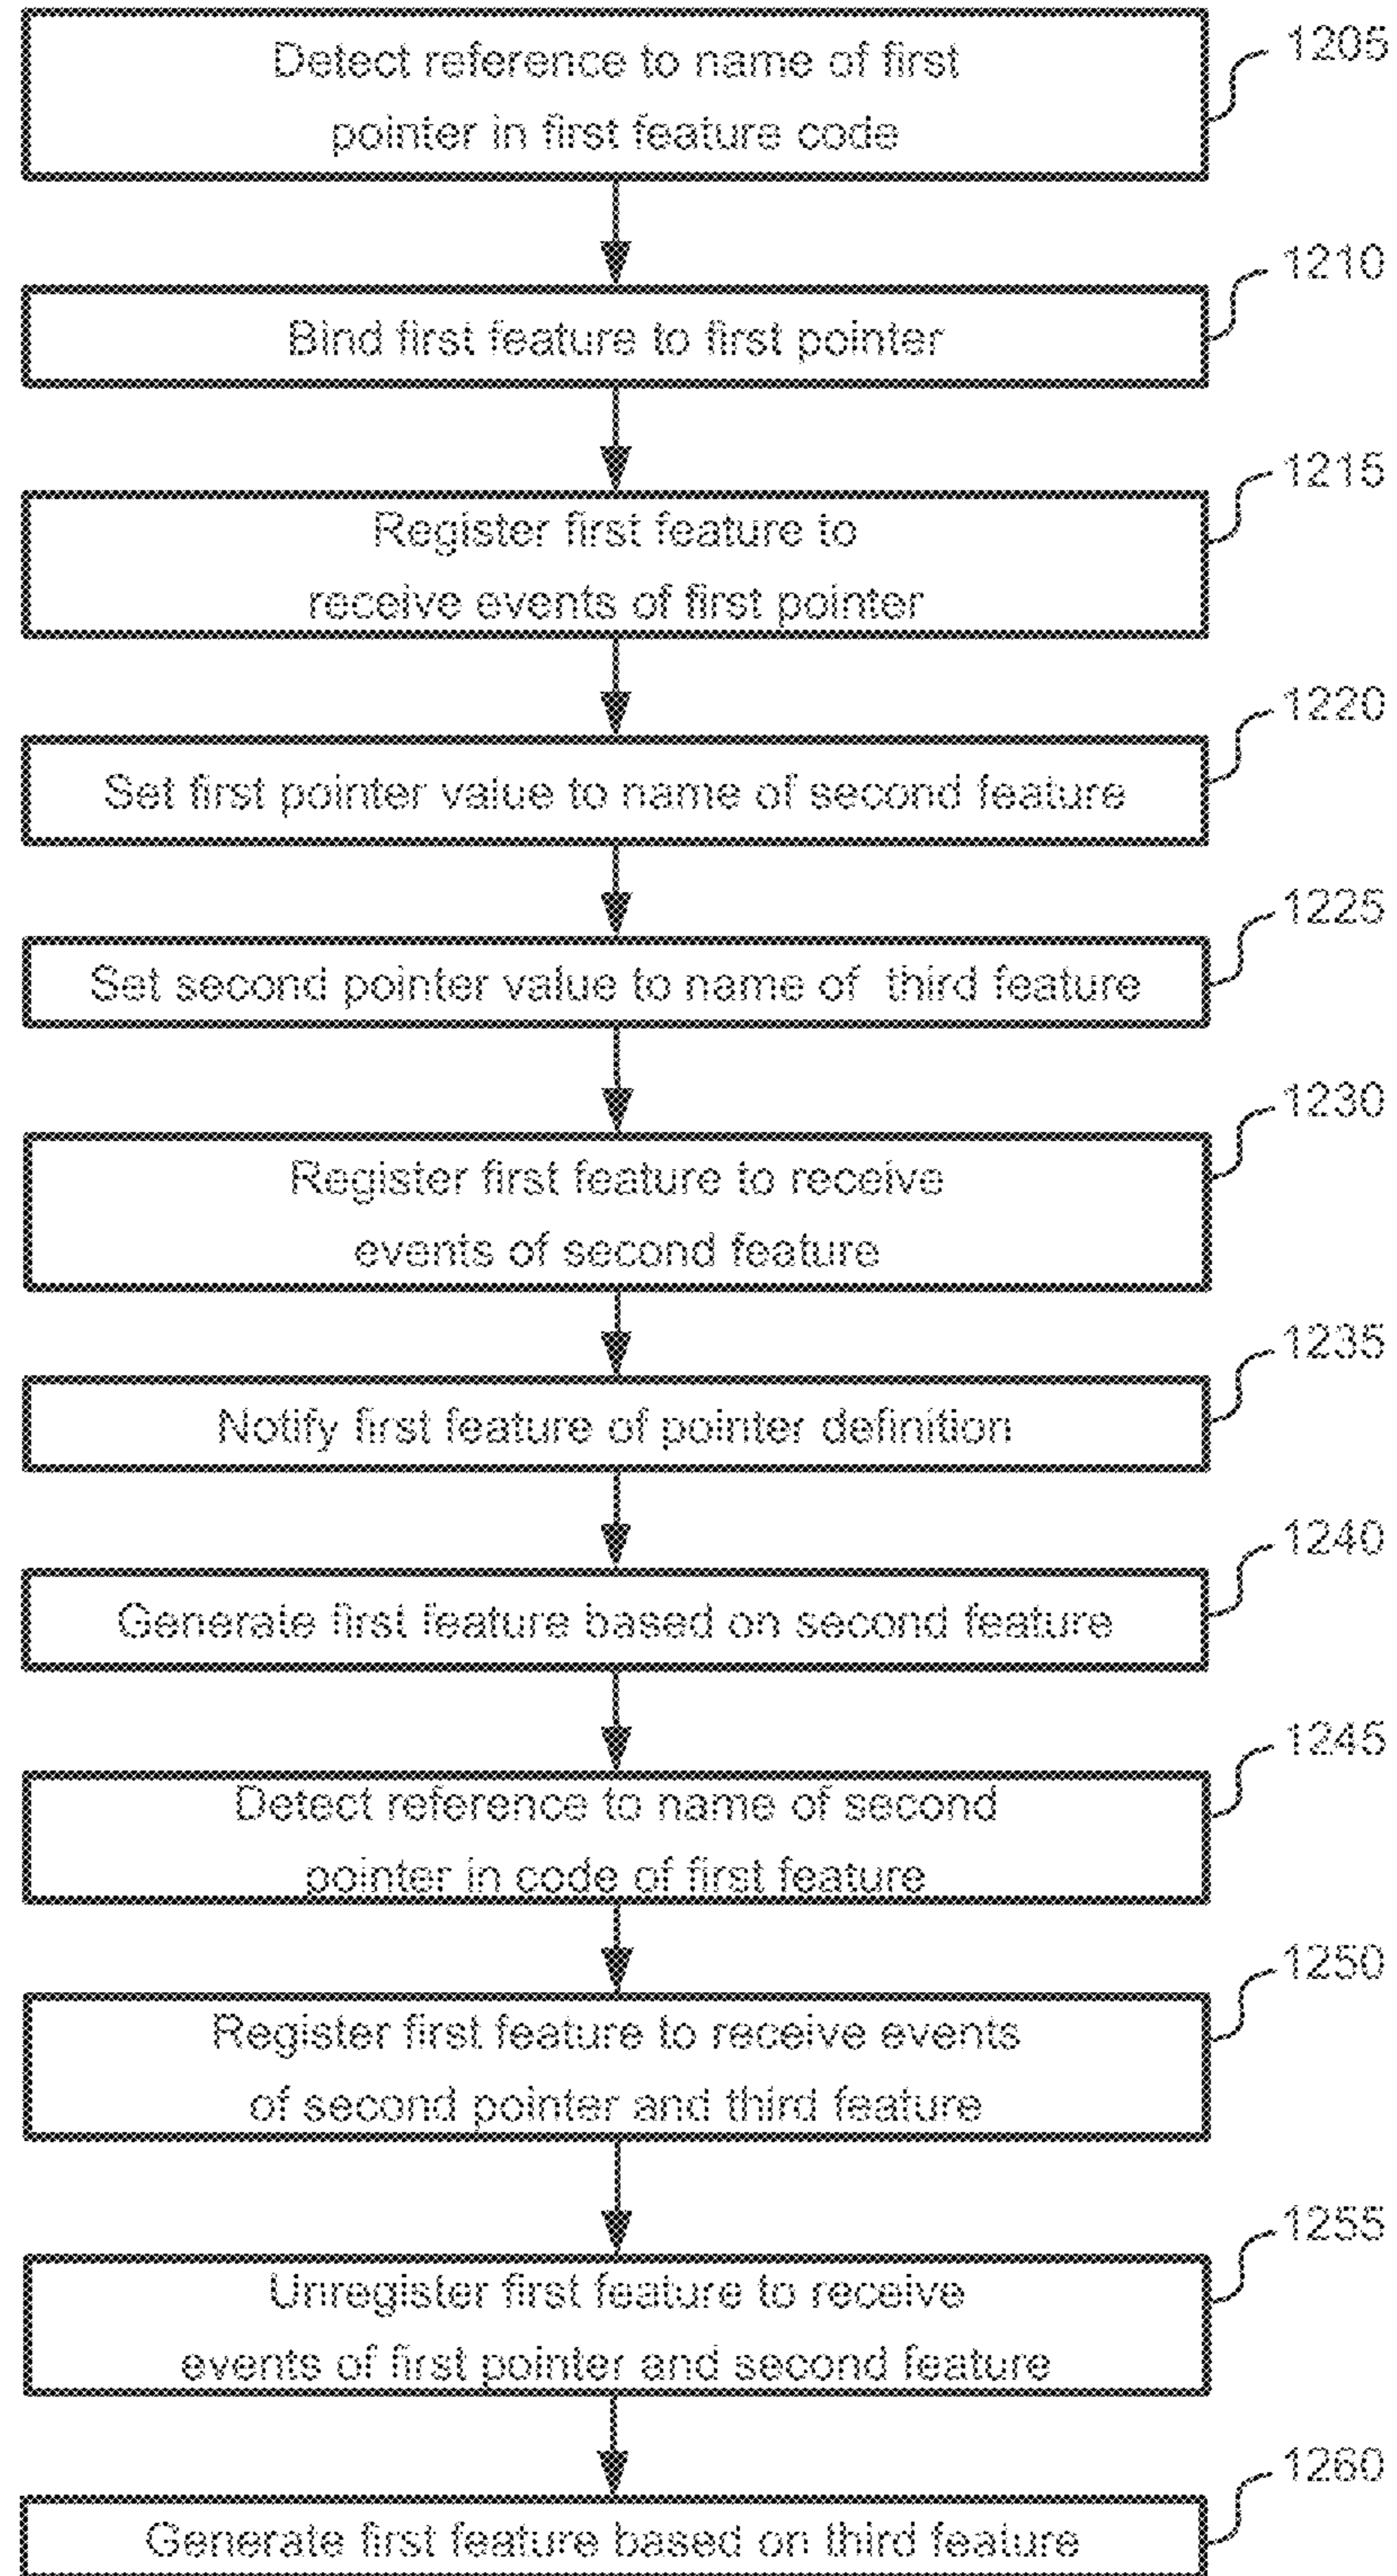 Detect reference to name of first
pointer in first feature code
1205
Bind first feature to first pointer
1210
Register first feature to
receive events of first pointer
1215
Set first pointer value to name of second feature
1220
Set second pointer value to name of third feature
1225
Register first feature to receive
events of second feature
1230
Notify first feature of pointer definition
1235
Generate first feature based on second feature
1240
Detect reference to name of second
pointer in code of first feature
1245
Register first feature to receive events
of second pointer and third feature
1250
Unregister first feature to receive
events of first pointer and second feature
1255
Generate first feature based on third feature
1260